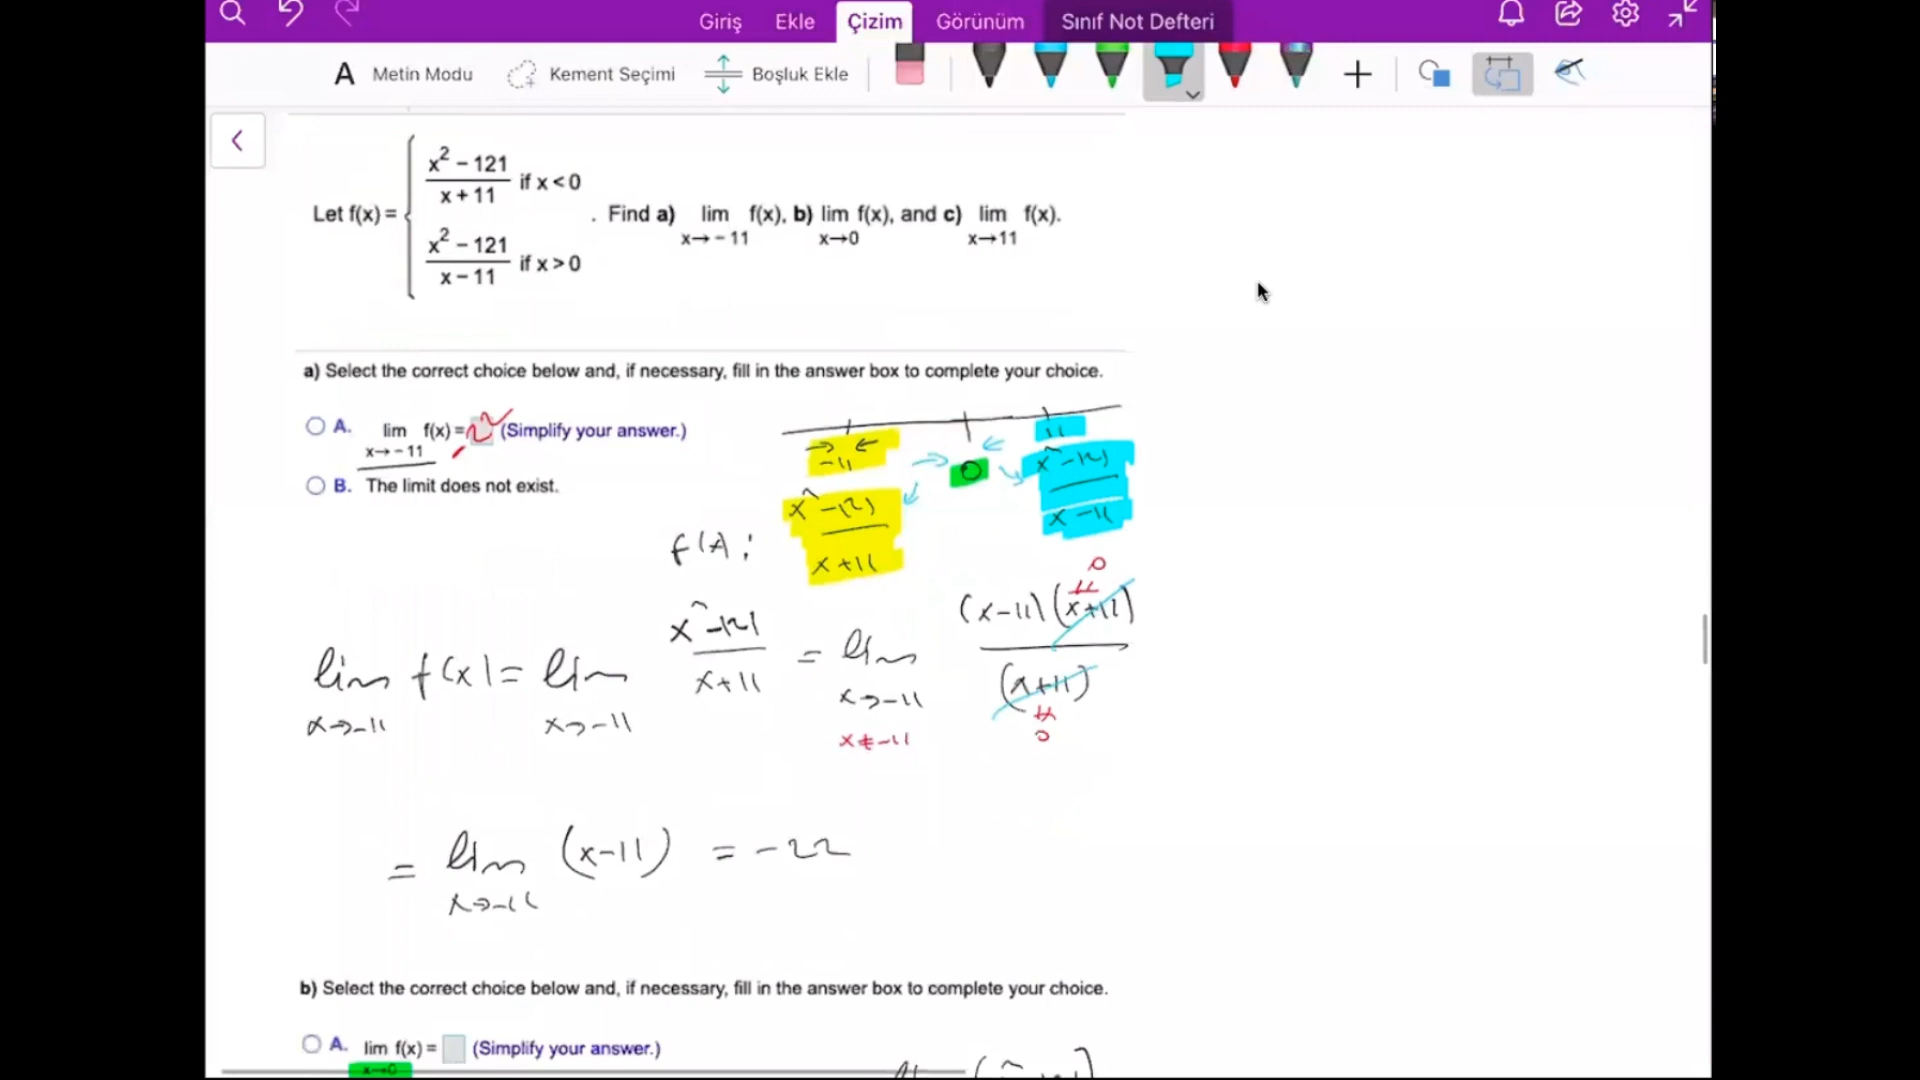 Giriş Ekle Çizim Görünüm Sınıf Not Defteri
A Metin Modu Kement Seçimi Boşluk Ekle
Let f(x) = { (x² − 121)/(x + 11) if x < 0
(x² − 121)/(x − 11) if x > 0
. Find a) lim x→−11 f(x), b) lim x→0 f(x), and c) lim x→11 f(x).
a) Select the correct choice below and, if necessary, fill in the answer box to complete your choice.
A. lim x→−11 f(x) = (Simplify your answer.)
B. The limit does not exist.
→ ← −11 0 11
f(x): (x² −121)/(x +11) (x² −121)/(x −11)
lim x→−11 f(x) = lim x→−11 (x² −121)/(x+11) = lim x→−11 (x−11)(x+11)/(x+11)
x≠−11
≠ 0
≠ 0
= lim x→−11 (x−11) = −22
b) Select the correct choice below and, if necessary, fill in the answer box to complete your choice.
A. lim x→0 f(x) = (Simplify your answer.)